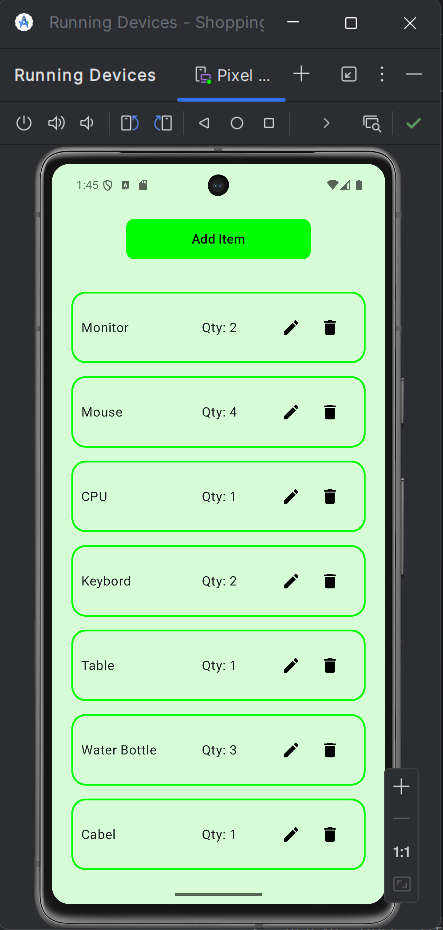 Running Devices - Shopping
Running Devices Pixel ...
1:45
Add Item
Monitor Qty: 2
Mouse Qty: 4
CPU Qty: 1
Keybord Qty: 2
Table Qty: 1
Water Bottle Qty: 3
Cabel Qty: 1
1:1